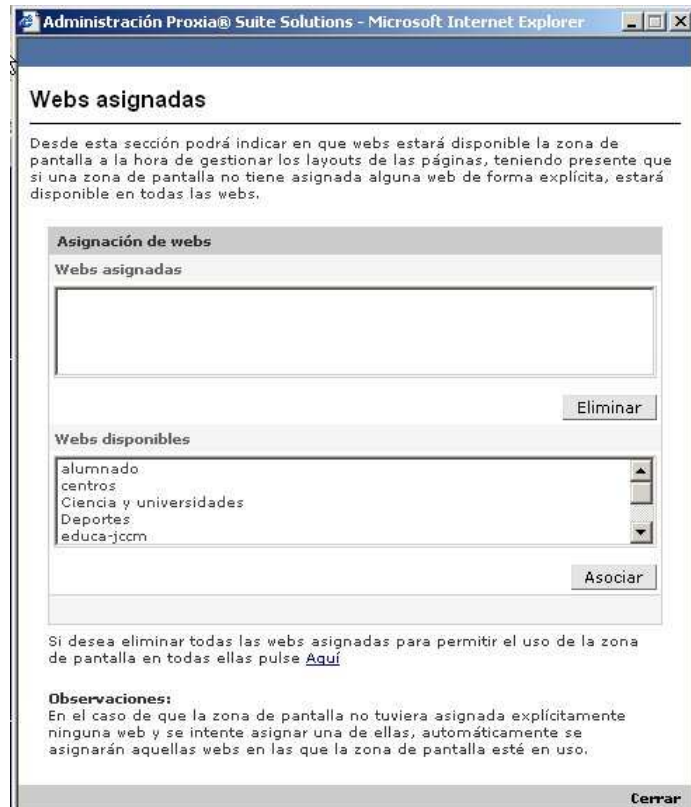 Administración Proxia® Suite Solutions - Microsoft Internet Explorer
Webs asignadas
Desde esta sección podrá indicar en que webs estará disponible la zona de
pantalla a la hora de gestionar los layouts de las páginas, teniendo presente que
si una zona de pantalla no tiene asignada alguna web de forma explícita, estará
disponible en todas las webs.
Asignación de webs
Webs asignadas
Eliminar
Webs disponibles
alumnado
centros
Ciencia y universidades
Deportes
educa-jccm
Asociar
Si desea eliminar todas las webs asignadas para permitir el uso de la zona
de pantalla en todas ellas pulse Aquí
Observaciones:
En el caso de que la zona de pantalla no tuviera asignada explícitamente
ninguna web y se intente asignar una de ellas, automáticamente se
asignarán aquellas webs en las que la zona de pantalla esté en uso.
Cerrar